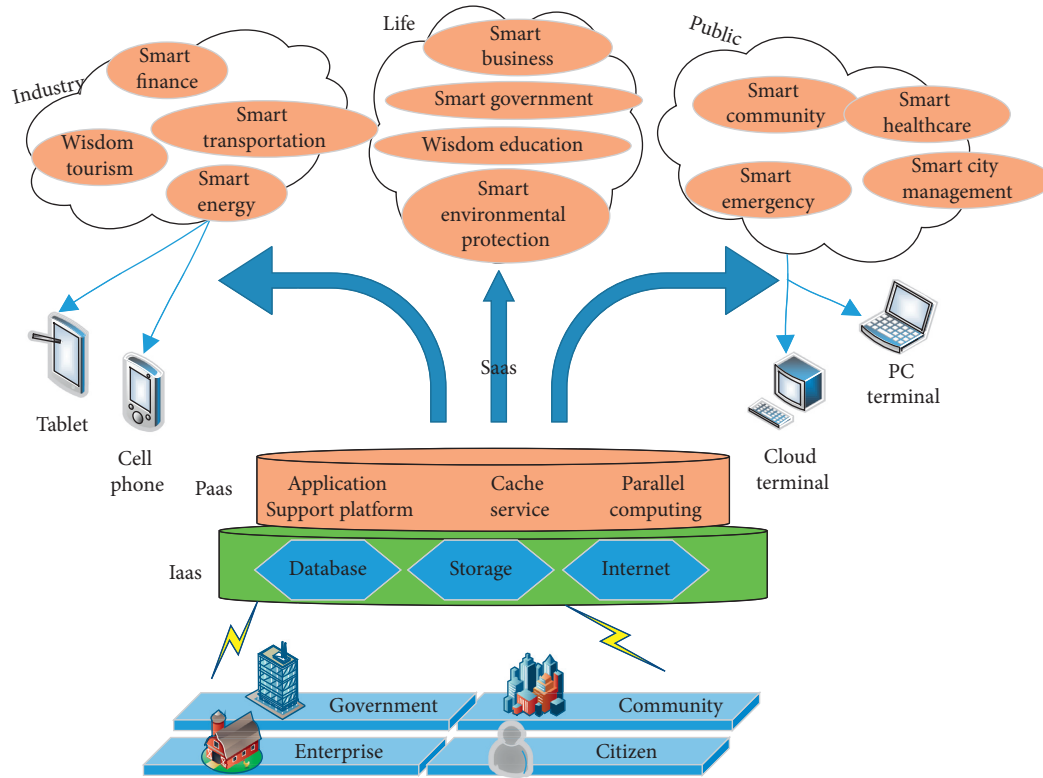 Industry
Smart
finance
Smart
transportation
Wisdom
tourism
Smart
energy
Life
Smart
business
Smart government
Wisdom education
Smart
environmental
protection
Public
Smart
community
Smart
healthcare
Smart
emergency
Smart city
management
Tablet
Cell
phone
Saas
PC
terminal
Cloud
terminal
Paas
Application
Support platform
Cache
service
Parallel
computing
Iaas
Database
Storage
Internet
Government
Community
Enterprise
Citizen